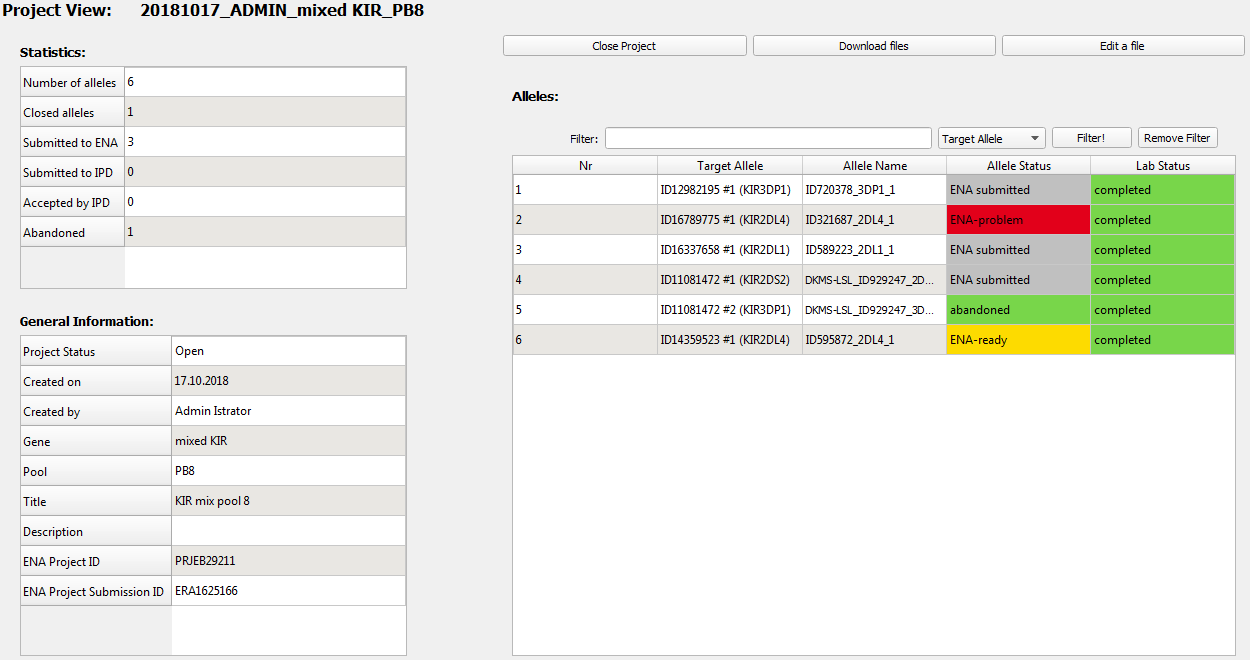 Project View: 20181017_ADMIN_mixed KIR_PB8
Statistics:
Number of alleles 6
Closed alleles 1
Submitted to ENA 3
Submitted to IPD 0
Accepted by IPD 0
Abandoned 1
General Information:
Project Status Open
Created on 17.10.2018
Created by Admin Istrator
Gene mixed KIR
Pool PB8
Title KIR mix pool 8
Description
ENA Project ID PRJEB29211
ENA Project Submission ID ERA1625166
Close Project Download files Edit a file
Alleles:
Filter: Target Allele Filter! Remove Filter
Nr Target Allele Allele Name Allele Status Lab Status
1 ID12982195 #1 (KIR3DP1) ID720378_3DP1_1 ENA submitted completed
2 ID16789775 #1 (KIR2DL4) ID321687_2DL4_1 ENA-problem completed
3 ID16337658 #1 (KIR2DL1) ID589223_2DL1_1 ENA submitted completed
4 ID11081472 #1 (KIR2DS2) DKMS-LSL_ID929247_2D... ENA submitted completed
5 ID11081472 #2 (KIR3DP1) DKMS-LSL_ID929247_3D... abandoned completed
6 ID14359523 #1 (KIR2DL4) ID595872_2DL4_1 ENA-ready completed